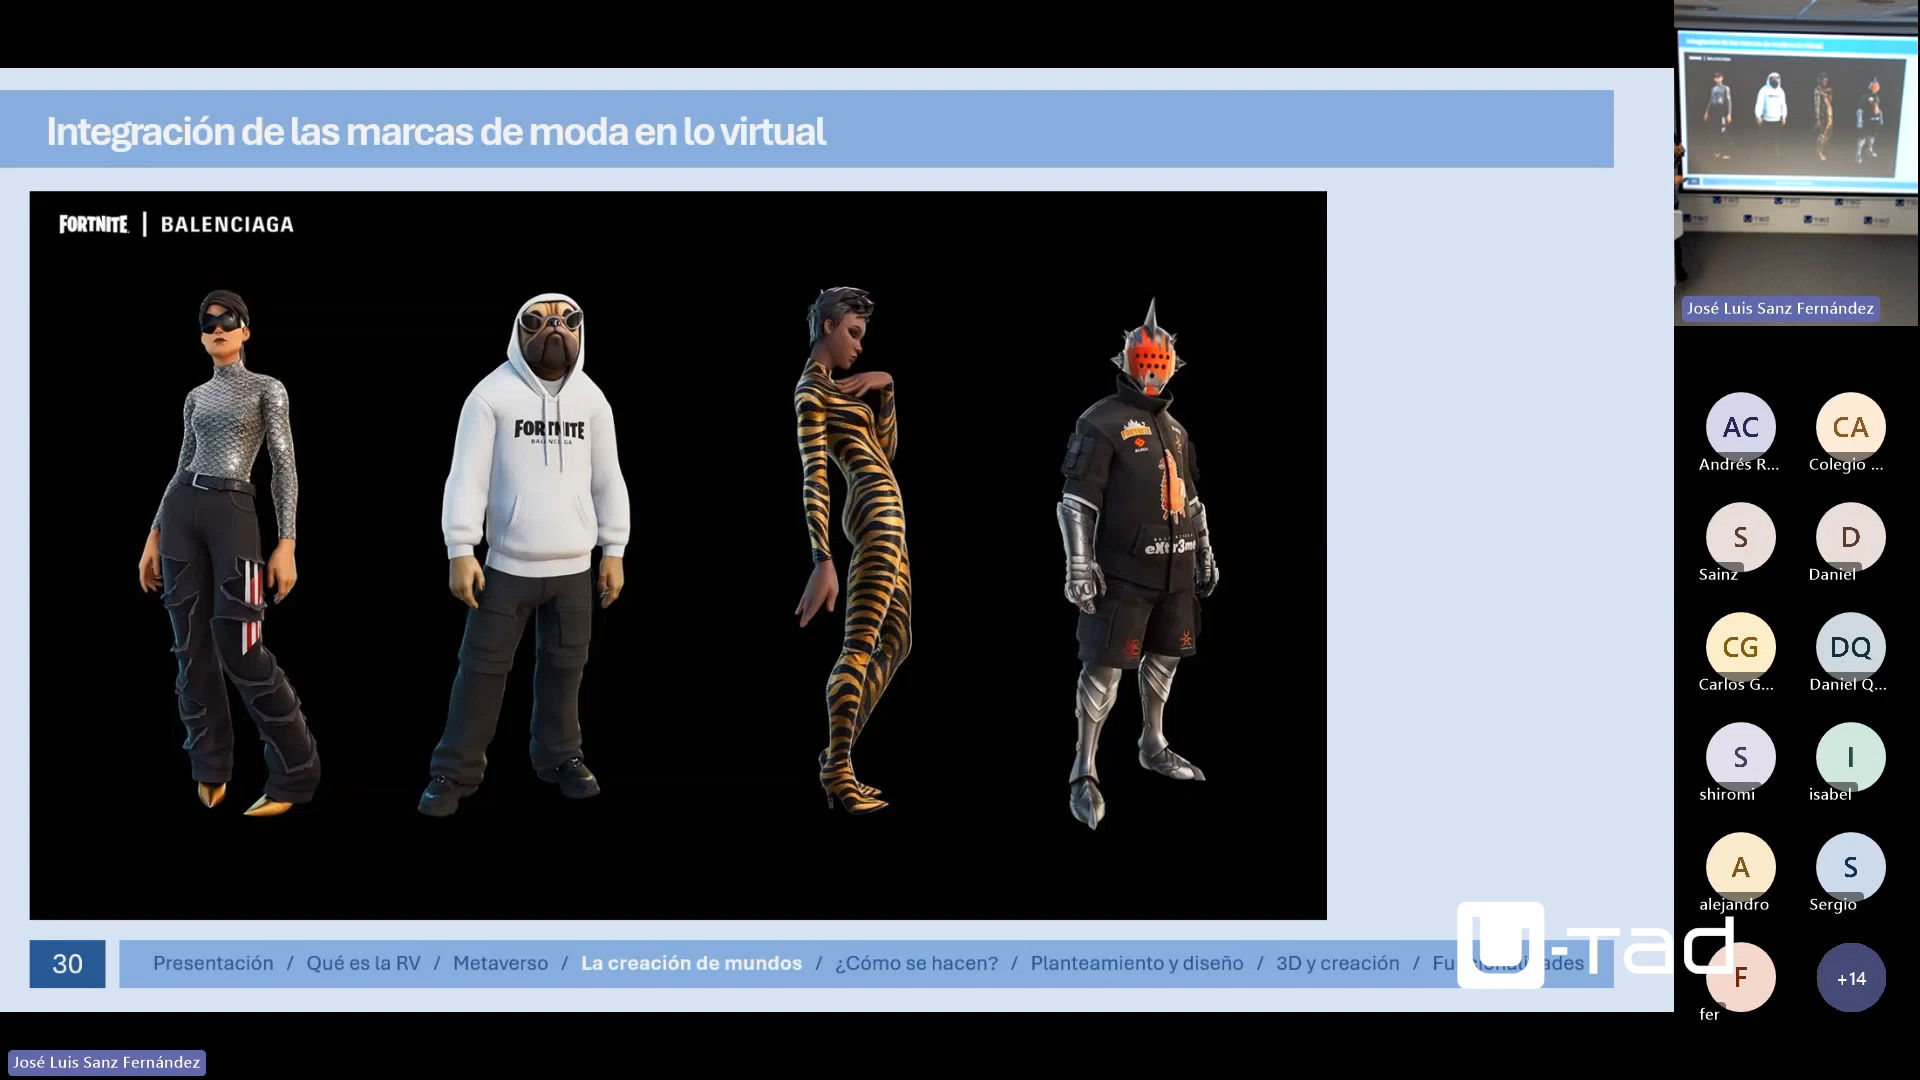 Integración de las marcas de moda en lo virtual
FORTNITE | BALENCIAGA
FORTNITE
eXtr3me
30
Presentación / Qué es la RV / Metaverso / La creación de mundos / ¿Cómo se hacen? / Planteamiento y diseño / 3D y creación /
U-Tad
José Luis Sanz Fernández
José Luis Sanz Fernández
AC
CA
Andrés R...
Colegio ...
S
D
Sainz
Daniel
CG
DQ
Carlos G...
Daniel Q...
S
I
shiromi
isabel
A
S
alejandro
Sergio
F
+14
fer